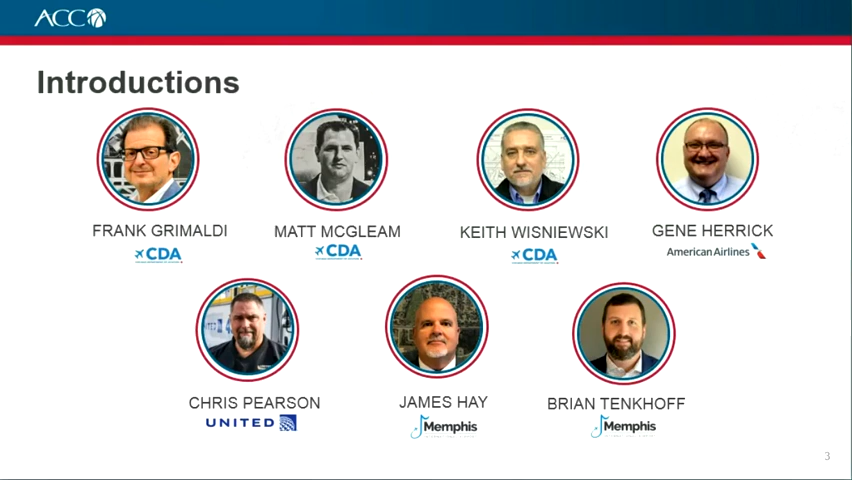 ACC
Introductions
FRANK GRIMALDI
MATT MCGLEAM
KEITH WISNIEWSKI
GENE HERRICK
CDA
CDA
CDA
American Airlines
CHRIS PEARSON
JAMES HAY
BRIAN TENKHOFF
UNITED
Memphis
Memphis
3